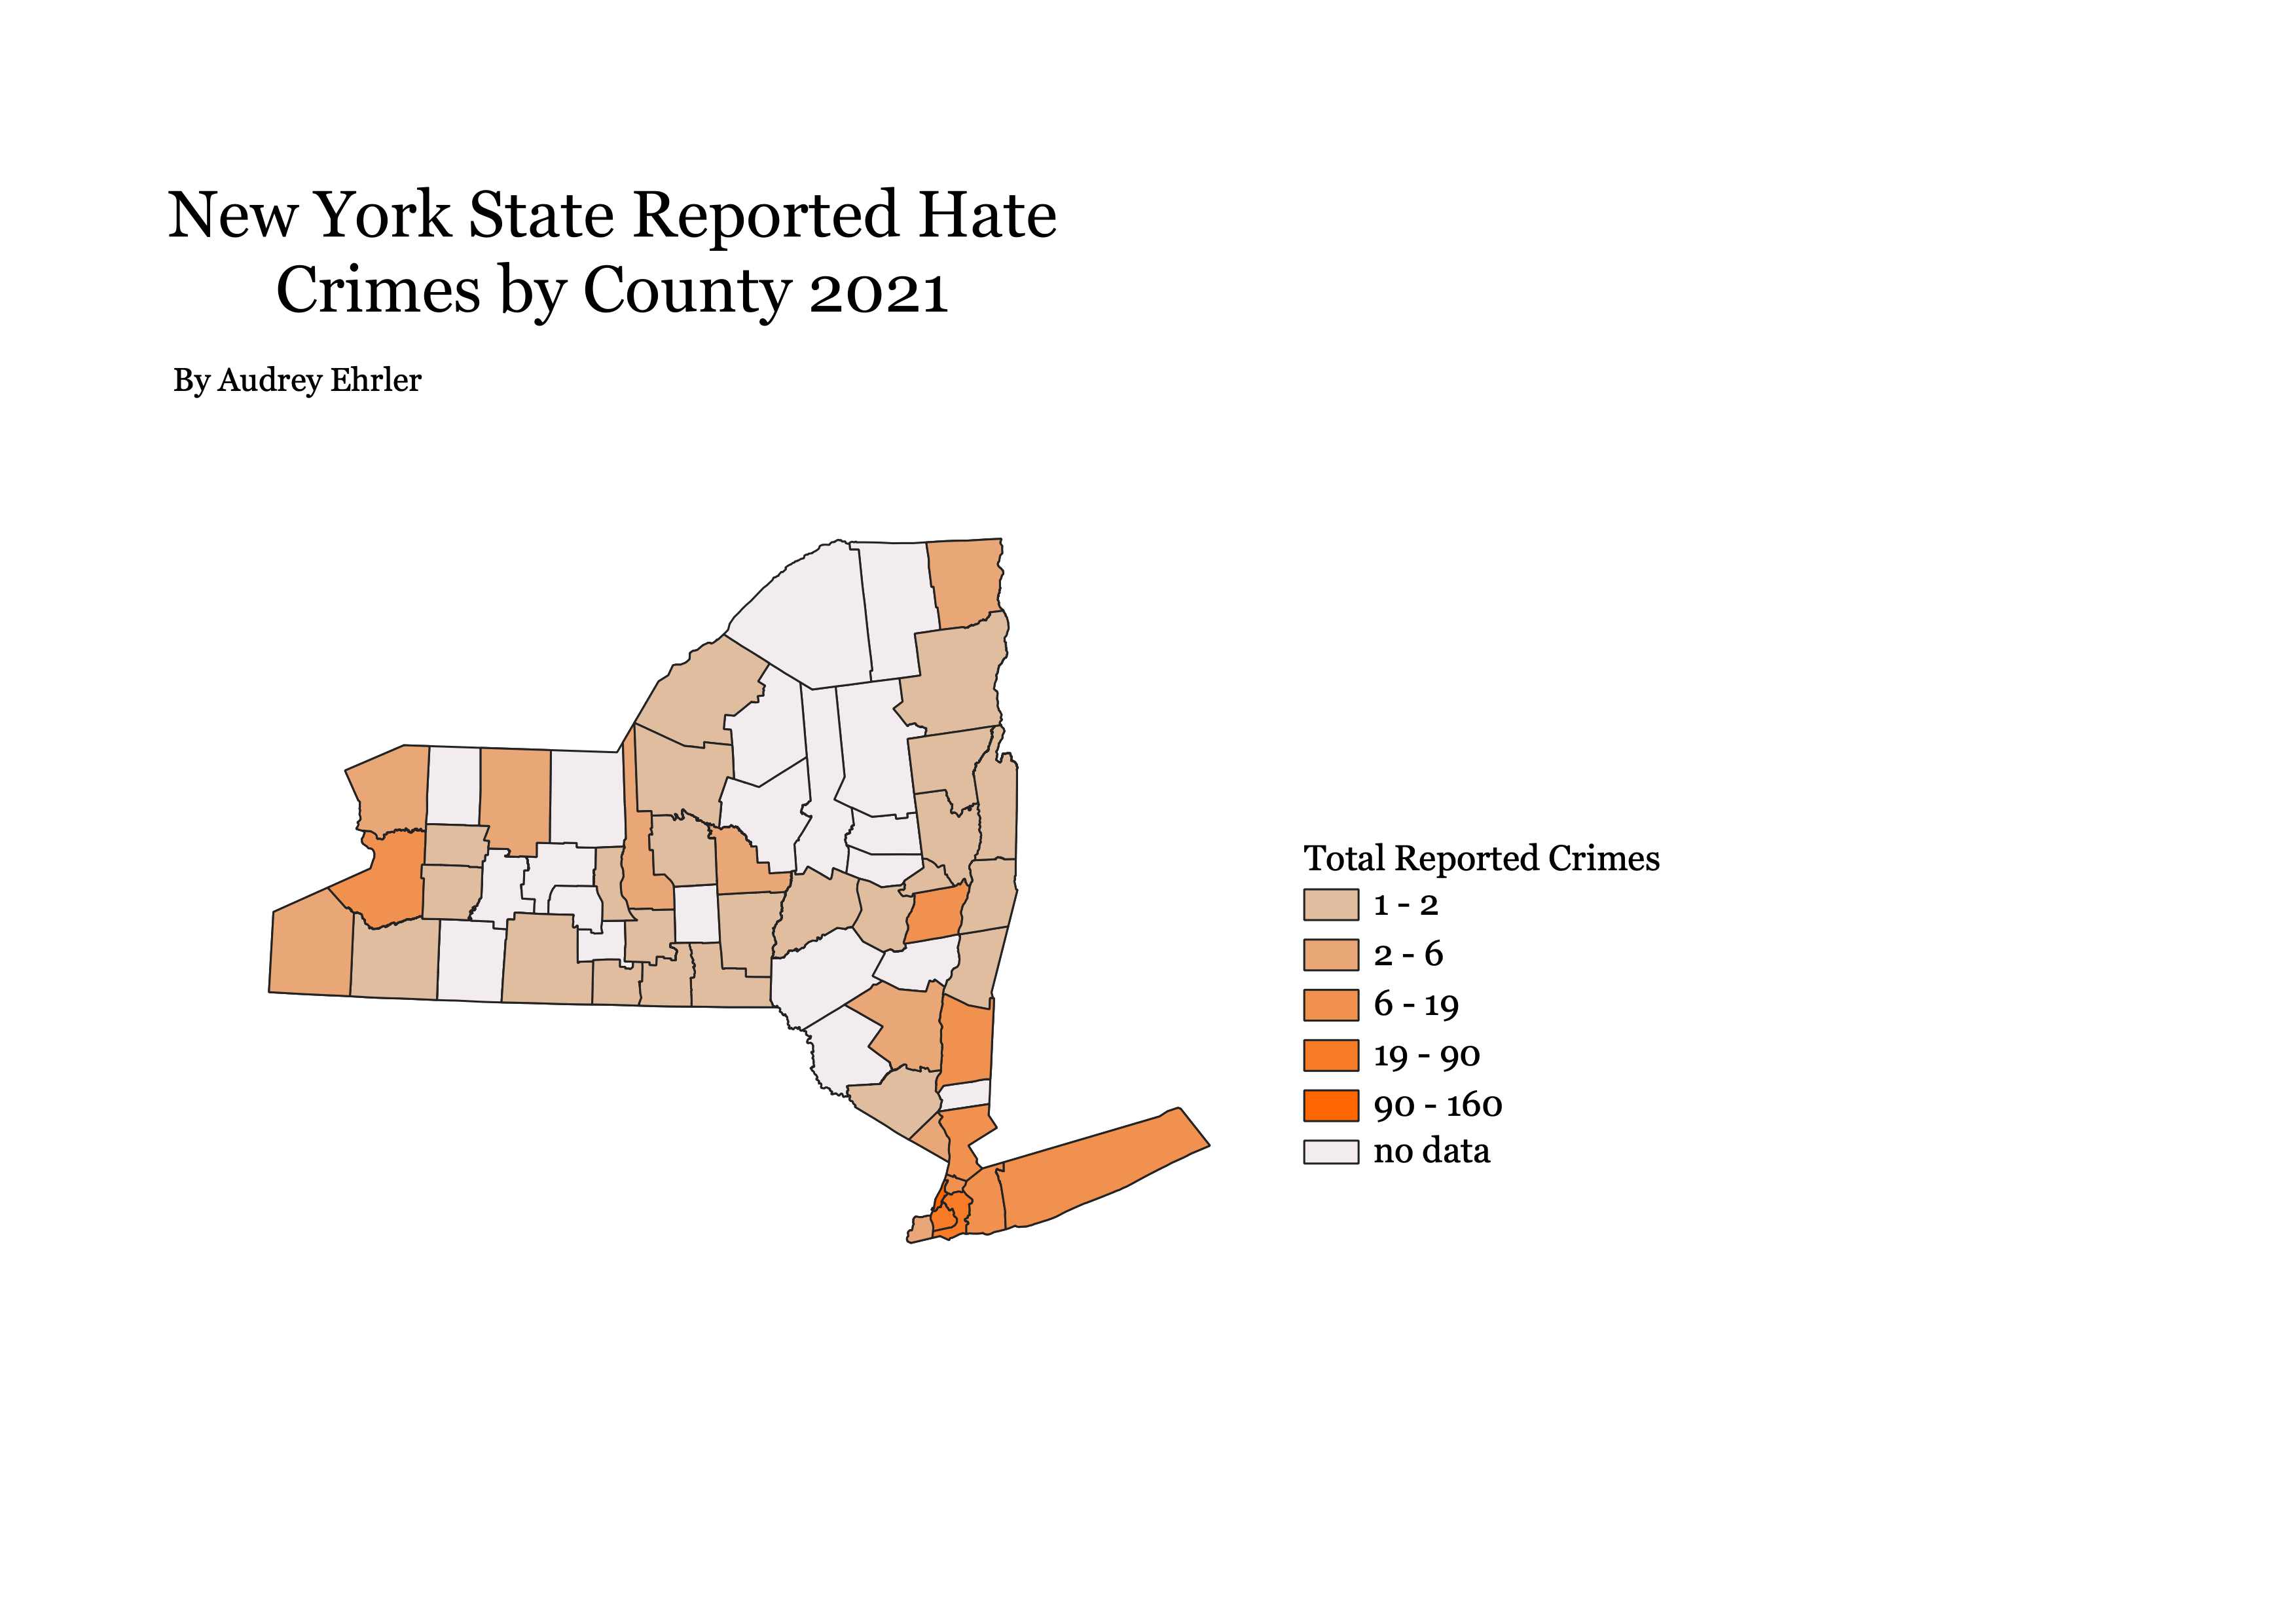 New York State Reported Hate
Crimes by County 2021
By Audrey Ehrler
Total Reported Crimes
1 - 2
2 - 6
6 - 19
19 - 90
90 - 160
no data